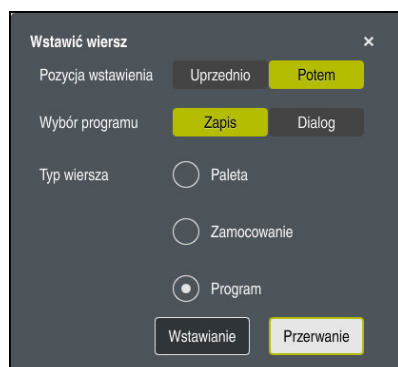 Wstawić wiersz ×
Pozycja wstawienia Uprzednio Potem
Wybór programu Zapis Dialog
Typ wiersza Paleta
Zamocowanie
Program
Wstawianie Przerwanie